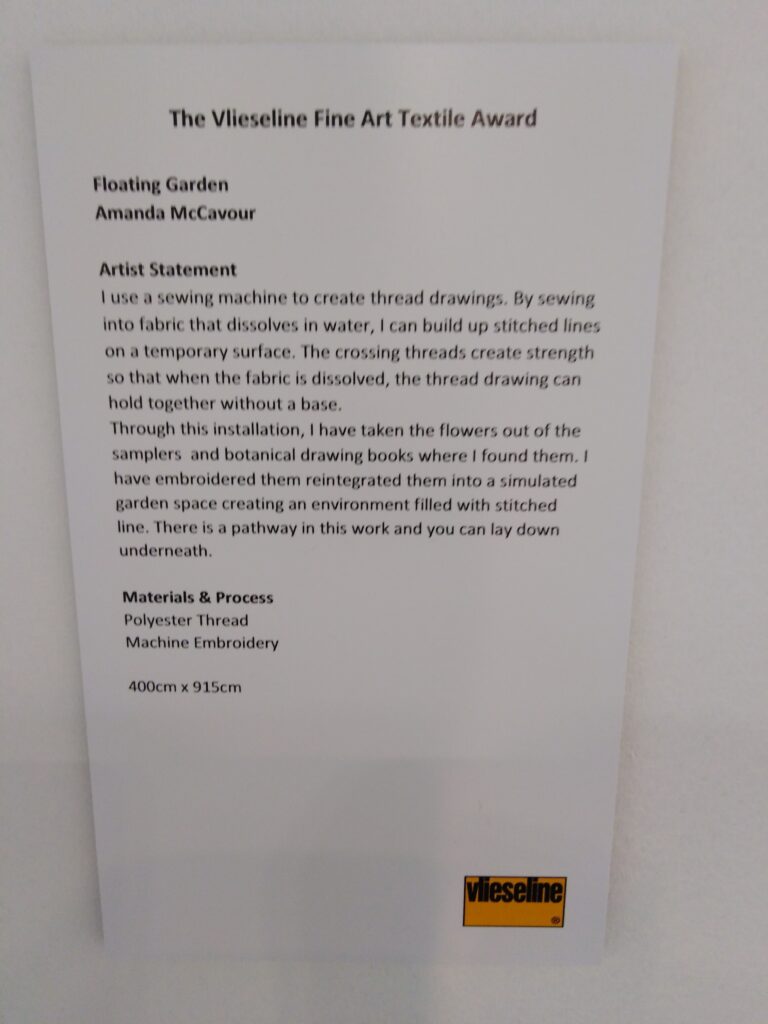 The Vlieseline Fine Art Textile Award
Floating Garden
Amanda McCavour
Artist Statement
I use a sewing machine to create thread drawings. By sewing
into fabric that dissolves in water, I can build up stitched lines
on a temporary surface. The crossing threads create strength
so that when the fabric is dissolved, the thread drawing can
hold together without a base.
Through this installation, I have taken the flowers out of the
samplers and botanical drawing books where I found them. I
have embroidered them reintegrated them into a simulated
garden space creating an environment filled with stitched
line. There is a pathway in this work and you can lay down
underneath.
Materials & Process
Polyester Thread
Machine Embroidery
400cm x 915cm
vlieseline
®